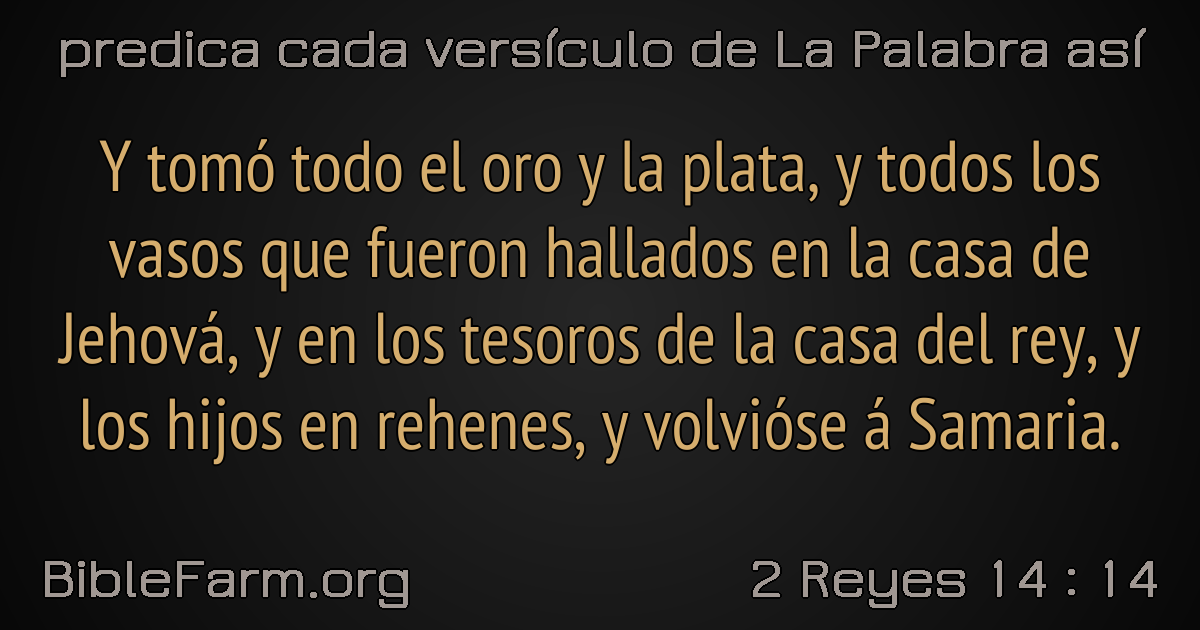 predica cada versículo de La Palabra así
Y tomó todo el oro y la plata, y todos los
vasos que fueron hallados en la casa de
Jehová, y en los tesoros de la casa del rey, y
los hijos en rehenes, y volvióse á Samaria.
BibleFarm.org
2 Reyes 14 : 14